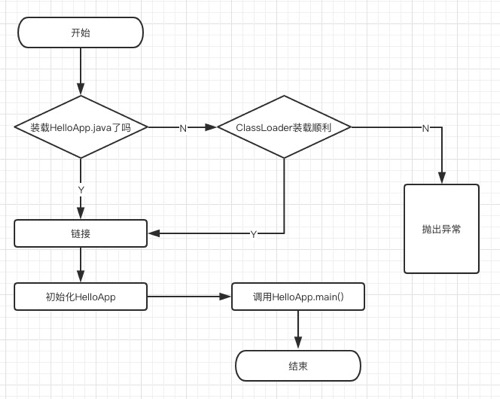 开始
装载HelloApp.java了吗
N
ClassLoader装载顺利
N
Y
抛出异常
链接
Y
初始化HelloApp
调用HelloApp.main()
结束